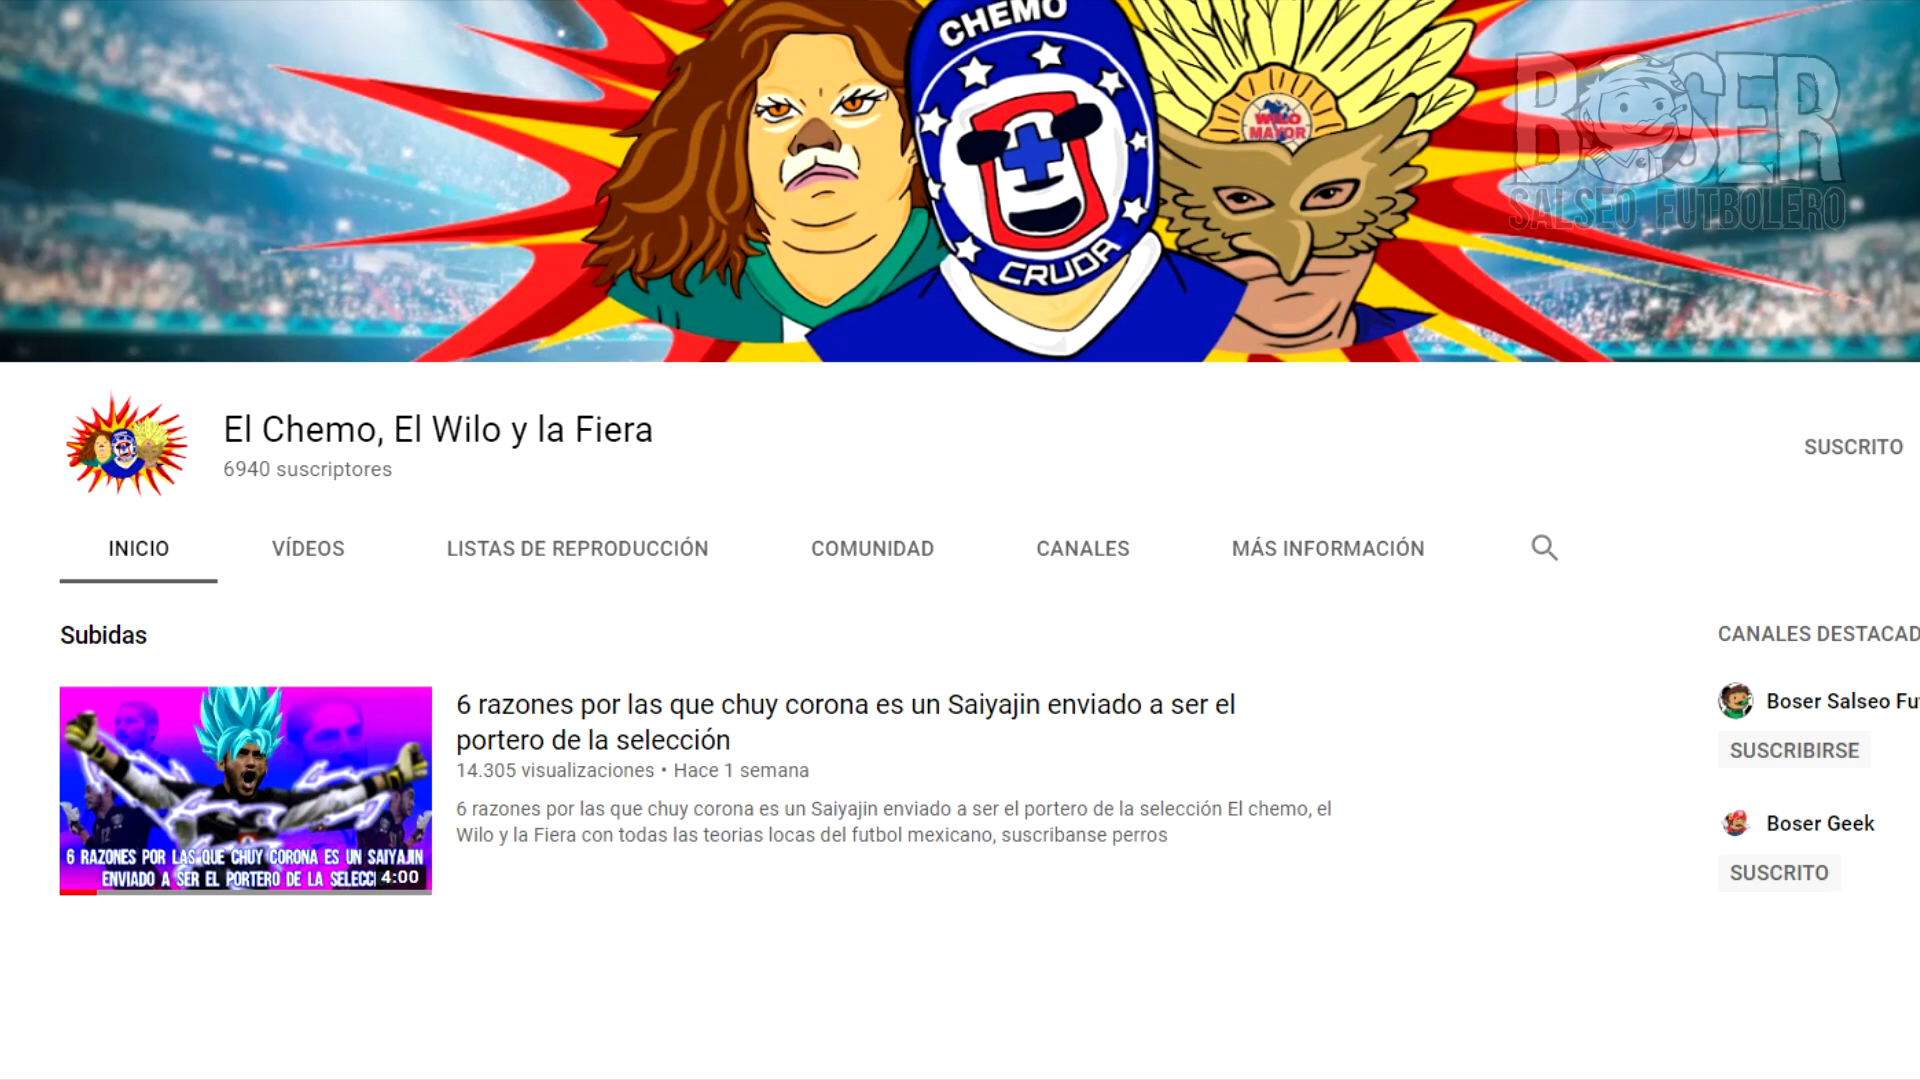 CHEMO
WILO
MAYOR
CRUDA
BOSER
SALSEO FUTBOLERO
El Chemo, El Wilo y la Fiera
6940 suscriptores
SUSCRITO
INICIO
VÍDEOS
LISTAS DE REPRODUCCIÓN
COMUNIDAD
CANALES
MÁS INFORMACIÓN
Subidas
6 RAZONES POR LAS QUE CHUY CORONA ES UN SAIYAJIN
ENVIADO A SER EL PORTERO DE LA SELECCI
4:00
6 razones por las que chuy corona es un Saiyajin enviado a ser el
portero de la selección
14.305 visualizaciones • Hace 1 semana
6 razones por las que chuy corona es un Saiyajin enviado a ser el portero de la selección El chemo, el
Wilo y la Fiera con todas las teorias locas del futbol mexicano, suscribanse perros
CANALES DESTACAD
Boser Salseo Fu
SUSCRIBIRSE
Boser Geek
SUSCRITO